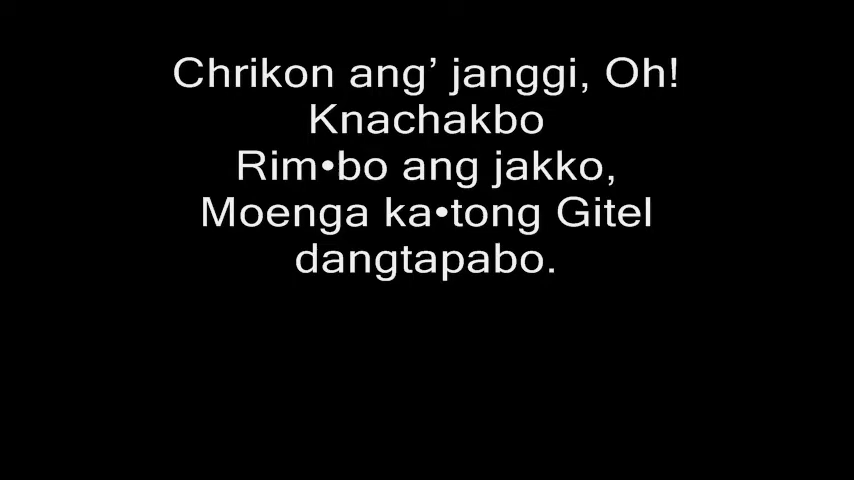 Chrikon ang’ janggi, Oh!
Knachakbo
Rim•bo ang jakko,
Moenga ka•tong Gitel
dangtapabo.